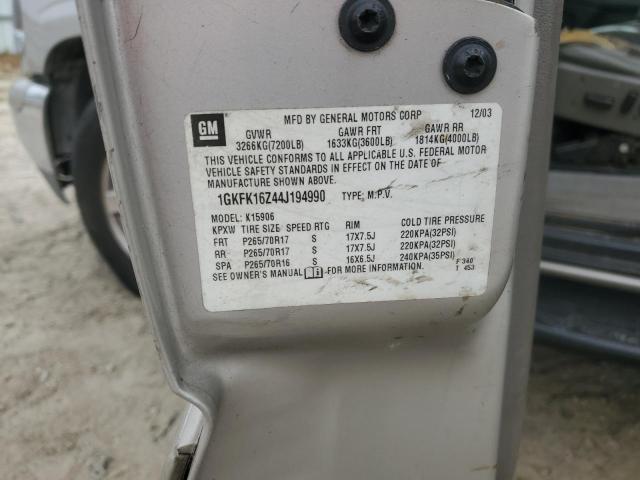 GM
MFD BY GENERAL MOTORS CORP 12/03
GVWR GAWR FRT GAWR RR
3266KG(7200LB) 1633KG(3600LB) 1814KG(4000LB)
THIS VEHICLE CONFORMS TO ALL APPLICABLE U.S. FEDERAL MOTOR
VEHICLE SAFETY STANDARDS IN EFFECT ON THE DATE OF
MANUFACTURE SHOWN ABOVE.
1GKFK16Z44J194990 TYPE: M.P.V.
MODEL: K15906
KPXW TIRE SIZE SPEED RTG RIM COLD TIRE PRESSURE
FRT P265/70R17 S 17X7.5J 220KPA(32PSI)
RR P265/70R17 S 17X7.5J 220KPA(32PSI)
SPA P265/70R16 S 16X6.5J 240KPA(35PSI)
SEE OWNER'S MANUAL FOR MORE INFORMATION.
F 340
T 453